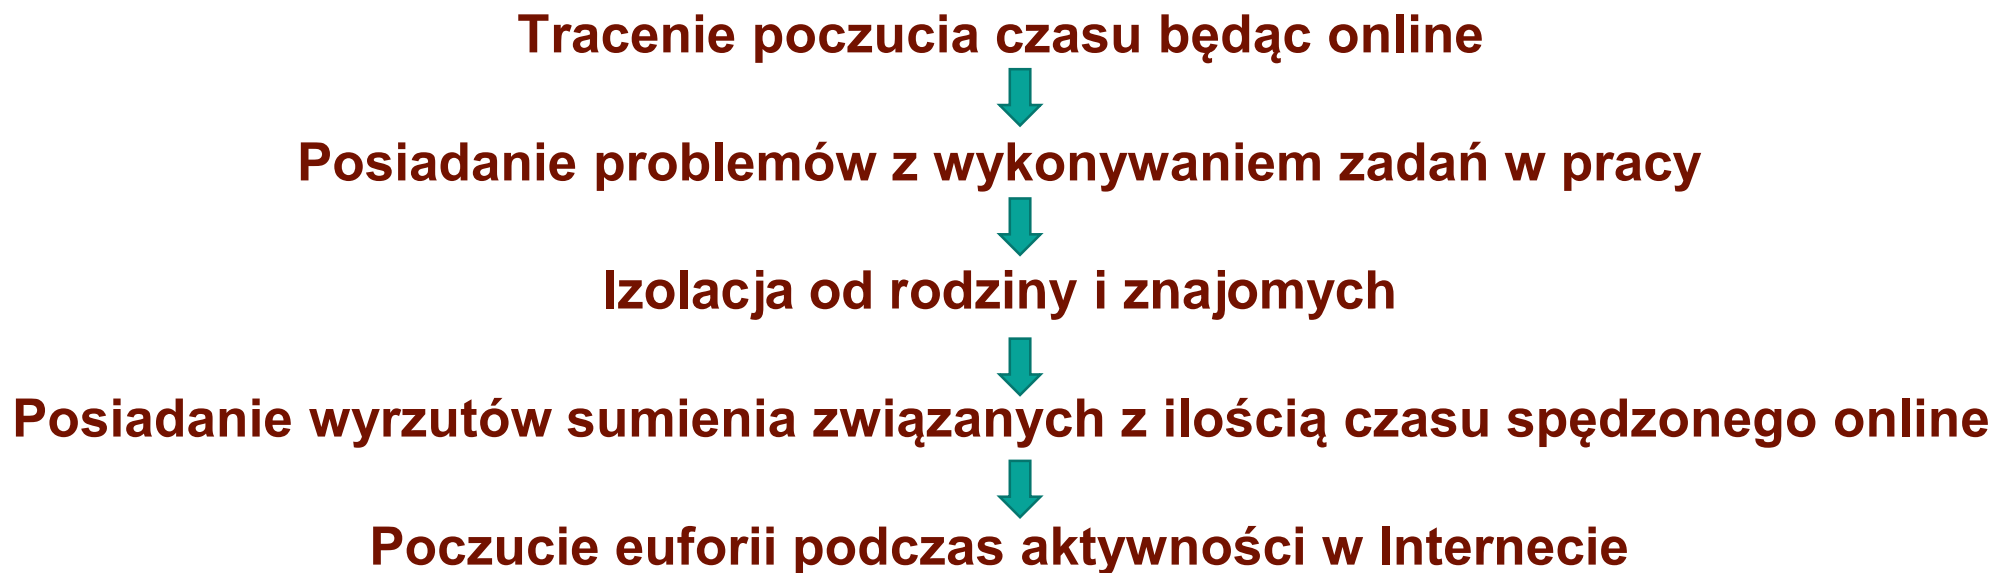 Tracenie poczucia czasu będąc online
Posiadanie problemów z wykonywaniem zadań w pracy
Izolacja od rodziny i znajomych
Posiadanie wyrzutów sumienia związanych z ilością czasu spędzonego online
Poczucie euforii podczas aktywności w Internecie